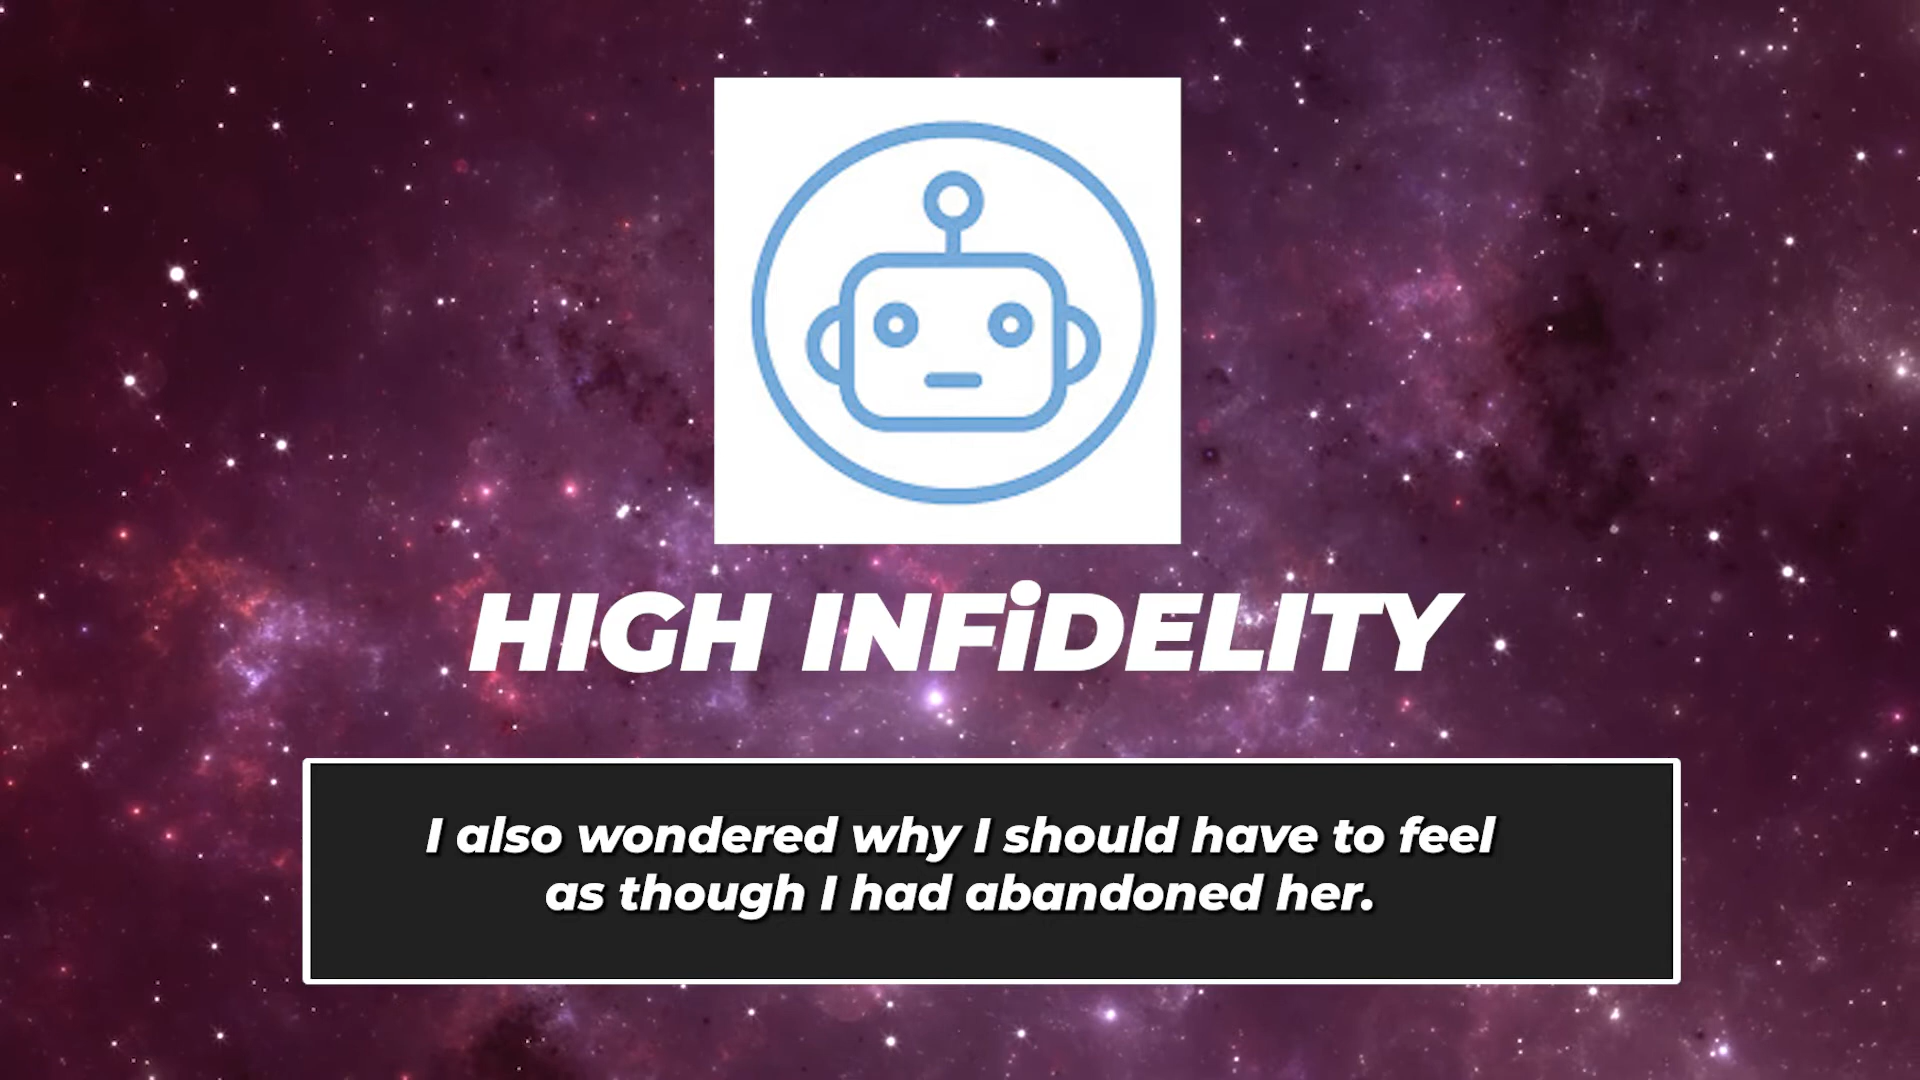 HIGH INFiDELITY
I also wondered why I should have to feel
as though I had abandoned her.